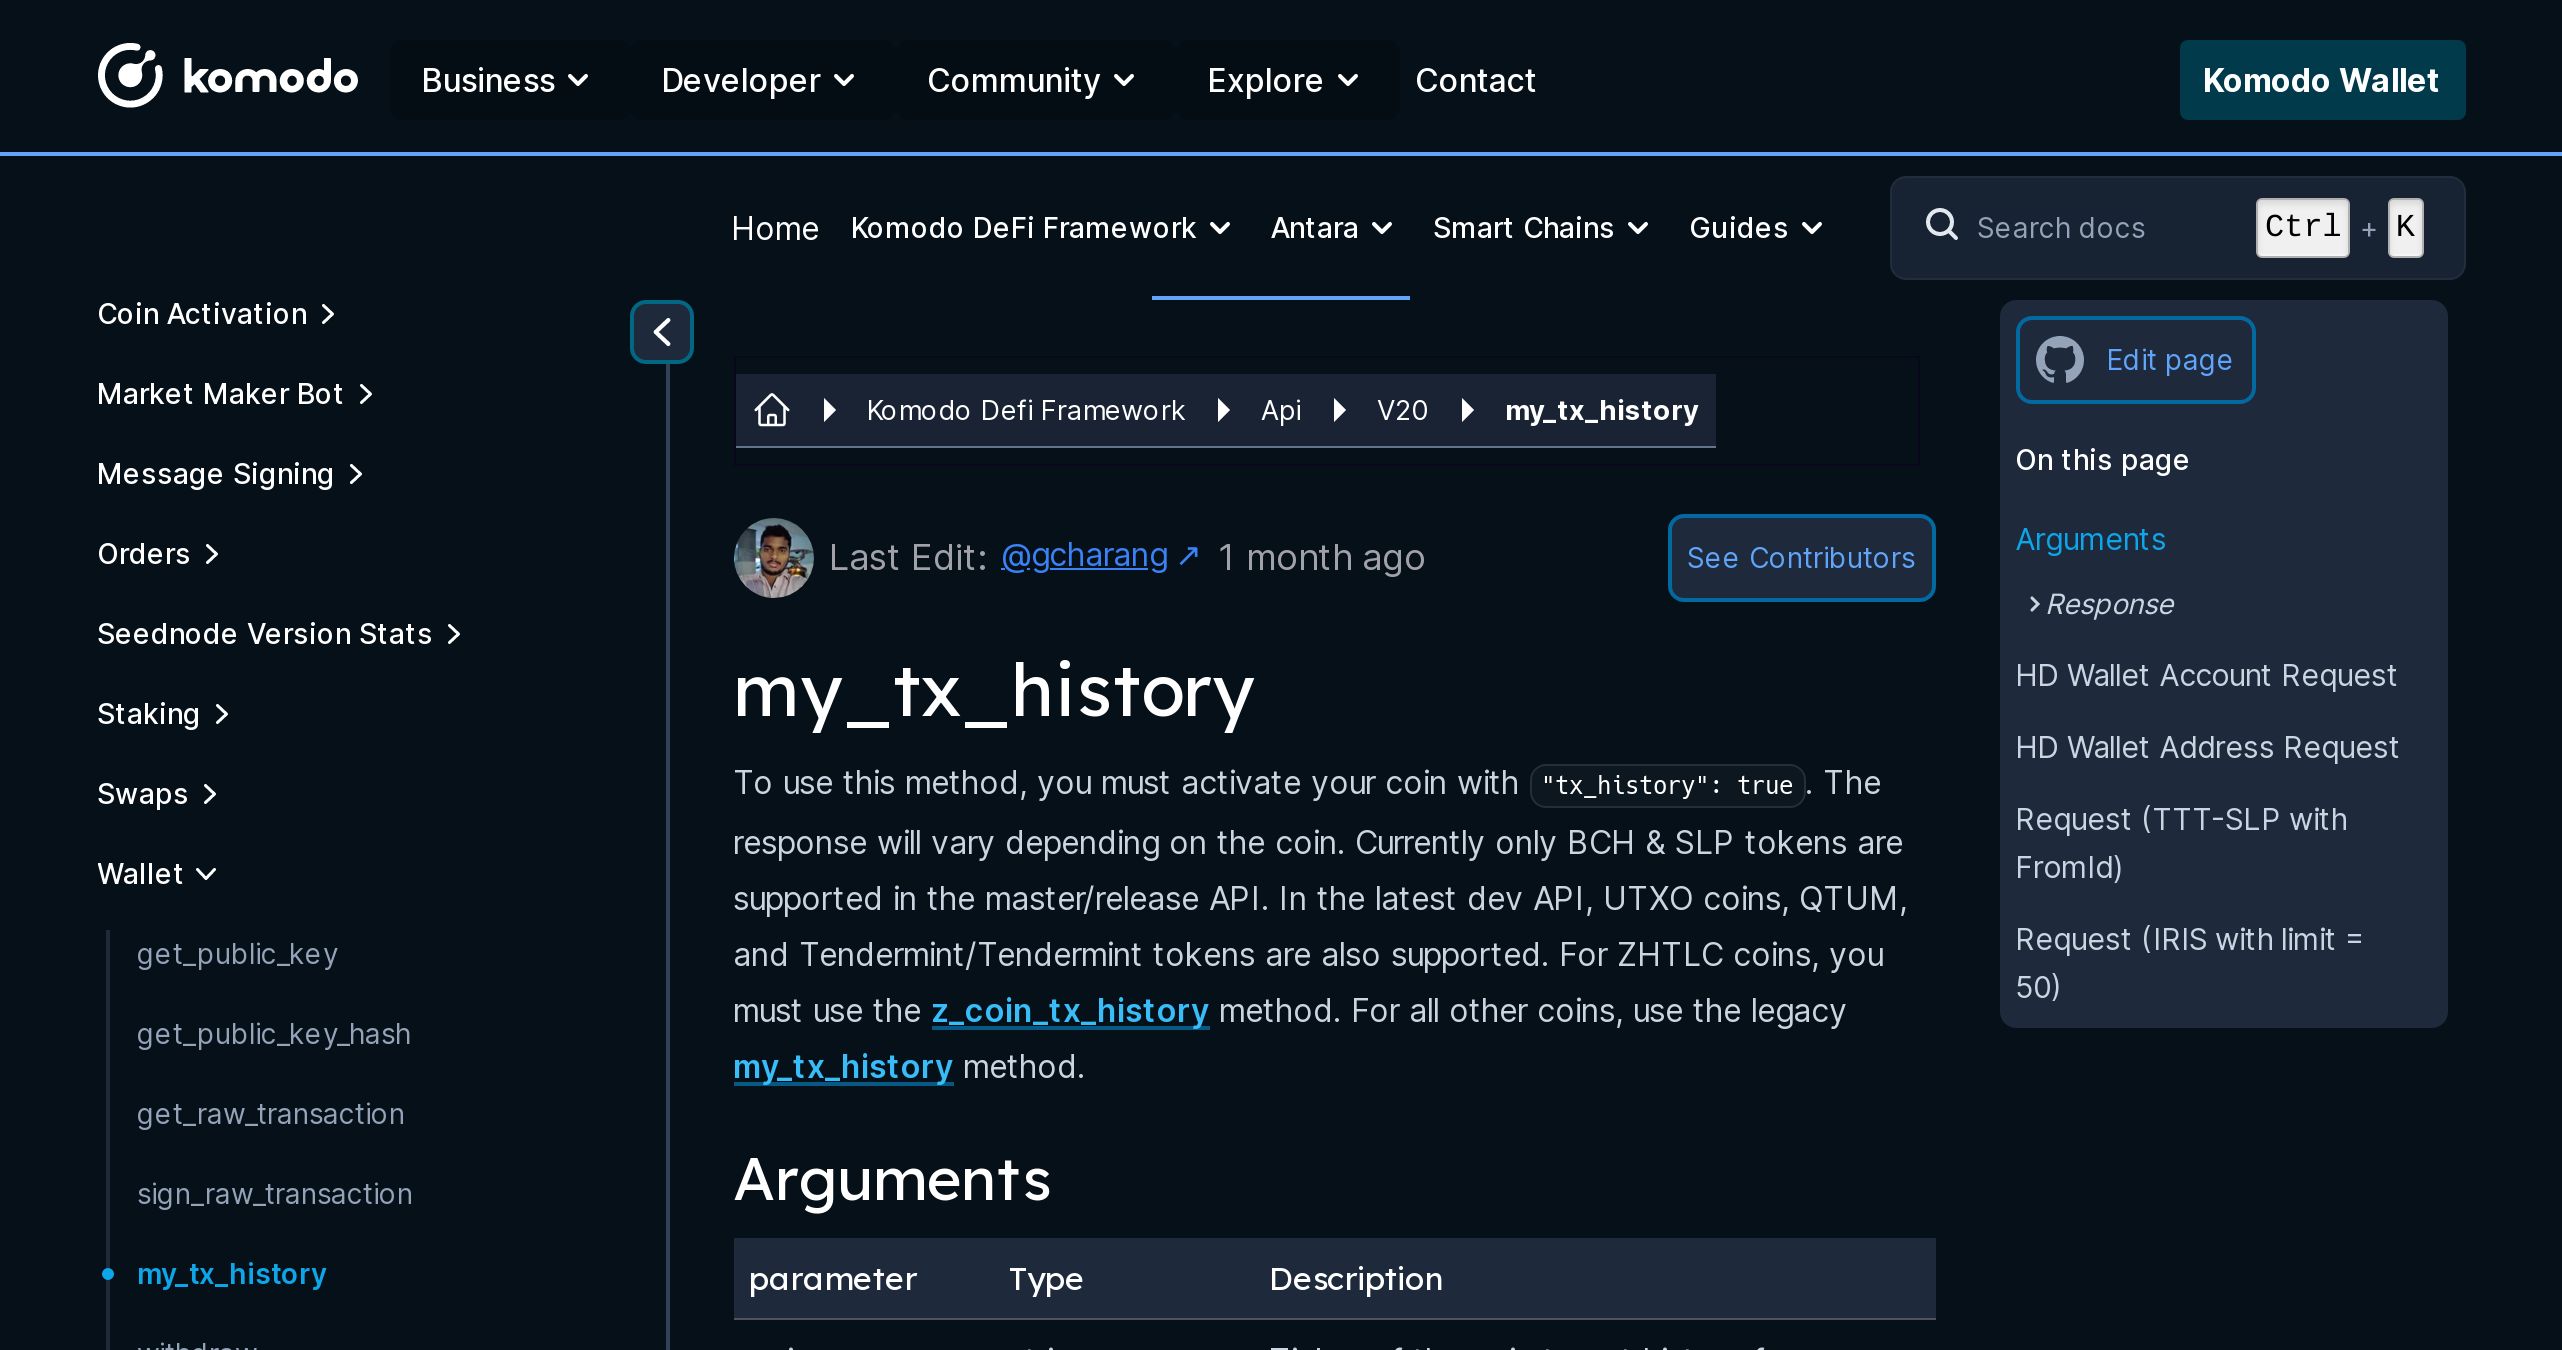 komodo Business Developer Community Explore Contact Komodo Wallet
Home Komodo DeFi Framework Antara Smart Chains Guides Search docs Ctrl + K
Coin Activation
Market Maker Bot
Message Signing
Orders
Seednode Version Stats
Staking
Swaps
Wallet
get_public_key
get_public_key_hash
get_raw_transaction
sign_raw_transaction
my_tx_history
withdraw
Komodo Defi Framework Api V20 my_tx_history
Last Edit: @gcharang ↗ 1 month ago See Contributors
my_tx_history
To use this method, you must activate your coin with "tx_history": true. The
response will vary depending on the coin. Currently only BCH & SLP tokens are
supported in the master/release API. In the latest dev API, UTXO coins, QTUM,
and Tendermint/Tendermint tokens are also supported. For ZHTLC coins, you
must use the z_coin_tx_history method. For all other coins, use the legacy
my_tx_history method.
Arguments
parameter Type Description
Edit page
On this page
Arguments
Response
HD Wallet Account Request
HD Wallet Address Request
Request (TTT-SLP with
FromId)
Request (IRIS with limit =
50)